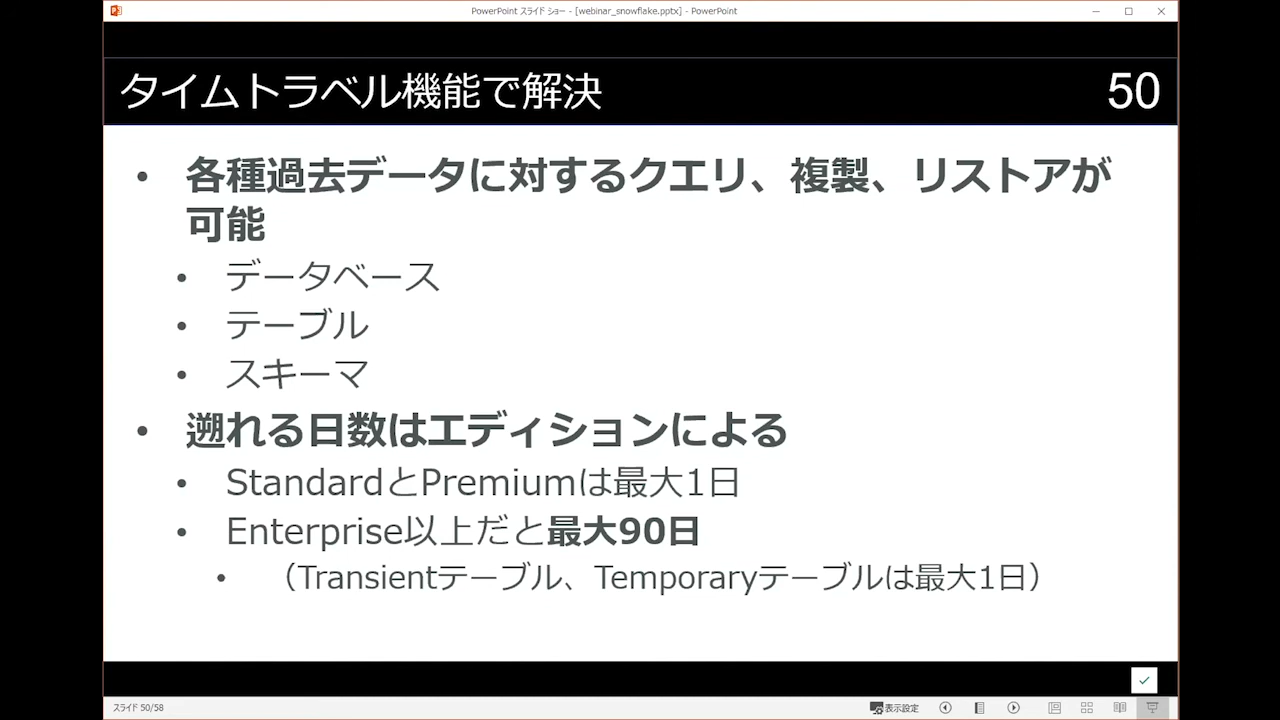 PowerPoint スライド ショー - [webinar_snowflake.pptx] - PowerPoint
タイムトラベル機能で解決
50
• 各種過去データに対するクエリ、複製、リストアが
可能
• データベース
• テーブル
• スキーマ
• 遡れる日数はエディションによる
• StandardとPremiumは最大1日
• Enterprise以上だと最大90日
• （Transientテーブル、Temporaryテーブルは最大1日）
スライド 50/58
表示設定